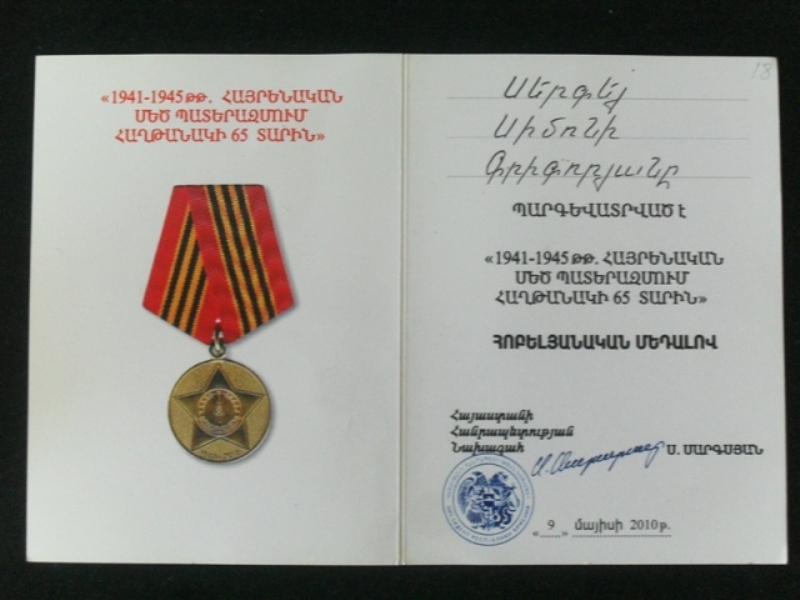 «1941-1945 թթ. ՀԱՅՐԵՆԱԿԱՆ
ՄԵԾ ՊԱՏԵՐԱԶՄՈՒՄ
ՀԱՂԹԱՆԱԿԻ 65 ՏԱՐԻՆ»
18
Սերգեյ
Սիմոնի
Գրիգորյանը
ՊԱՐԳԵՎԱՏՐՎԱԾ է
«1941-1945 թթ. ՀԱՅՐԵՆԱԿԱՆ
ՄԵԾ ՊԱՏԵՐԱԶՄՈՒՄ
ՀԱՂԹԱՆԱԿԻ 65 ՏԱՐԻՆ»
ՀՈԲԵԼՅԱՆԱԿԱՆ ՄԵԴԱԼՈՎ
Հայաստանի
Հանրապետության
Նախագահ Ս. ՍԱՐԳՍՅԱՆ
« 9 » մայիսի 2010 թ.